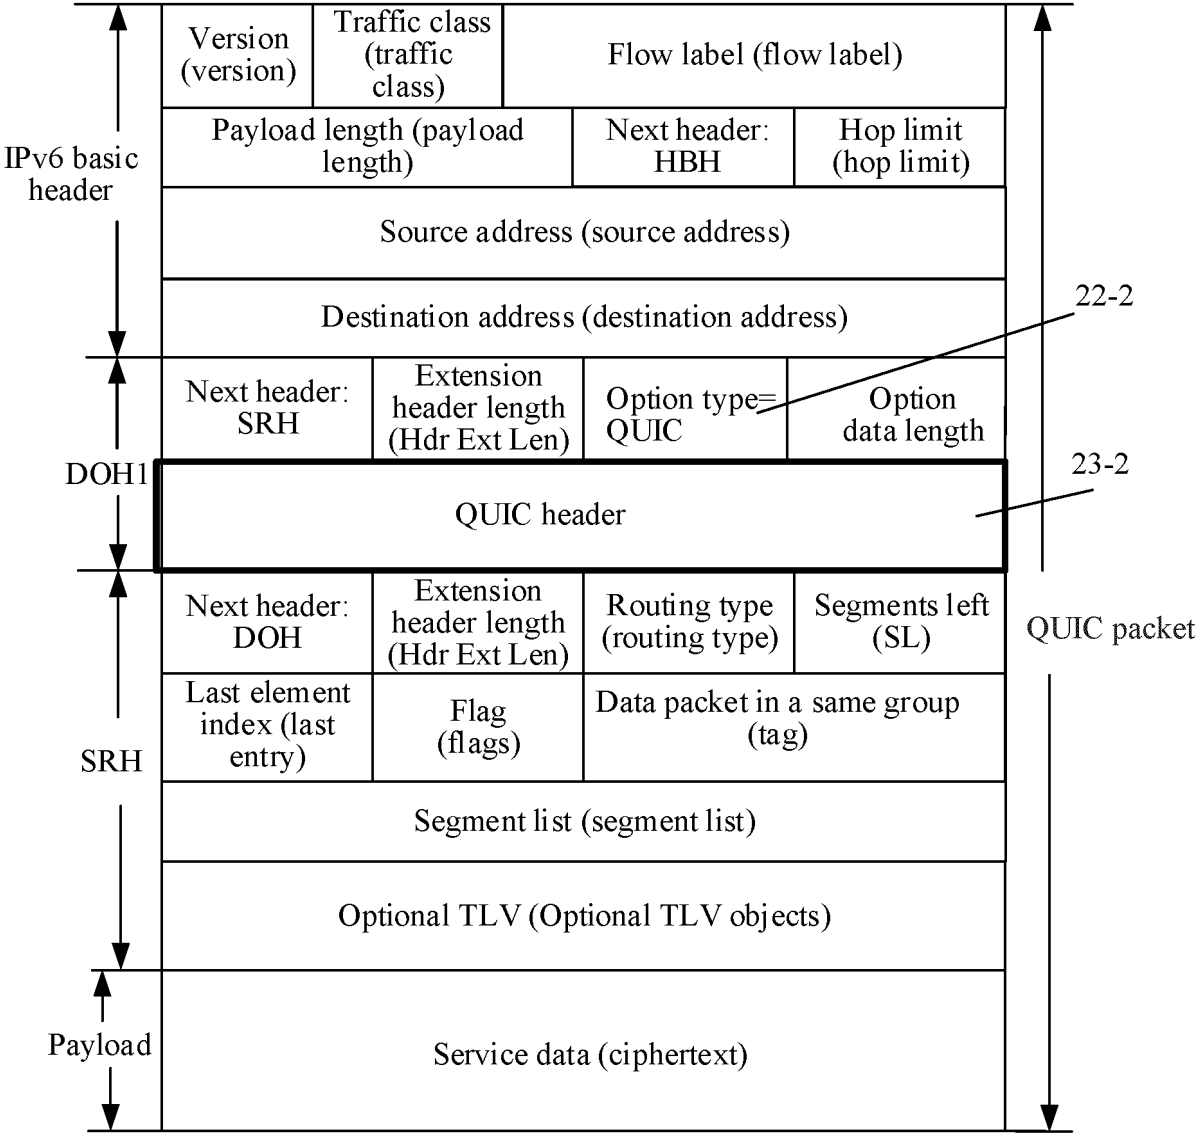 Version
(version)
Traffic class
(traffic
class)
Flow label (flow label)
Payload length (payload
length)
Next header:
HBH
Hop limit
(hop limit)
IPv6 basic
header
Source address (source address)
Destination address (destination address)
22-2
Next header:
SRH
Extension
header length
(Hdr Ext Len)
Option type=
QUIC
Option
data length
DOH1
23-2
QUIC header
Next header:
DOH
Extension
header length
(Hdr Ext Len)
Routing type
(routing type)
Segments left
(SL)
QUIC packet
Last element
index (last
entry)
Flag
(flags)
Data packet in a same group
(tag)
SRH
Segment list (segment list)
Optional TLV (Optional TLV objects)
Payload
Service data (ciphertext)